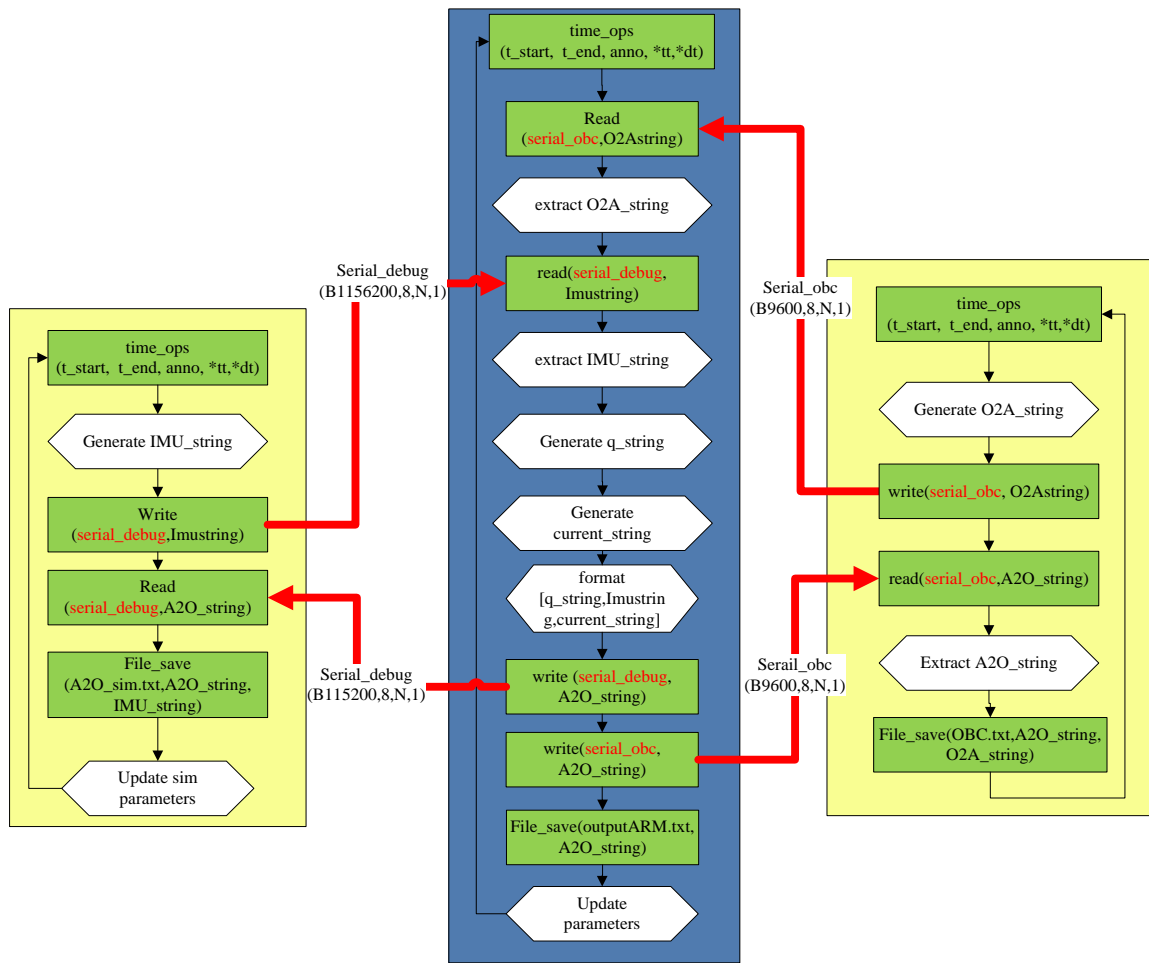 time_ops
(t_start,  t_end, anno, *tt,*dt)
Read
(serial_obc,O2Astring)
extract O2A_string
read(serial_debug,
Imustring)
extract IMU_string
Generate q_string
Generate
current_string
format
[q_string,Imustrin
g,current_string]
write (serial_debug,
A2O_string)
write(serial_obc,
A2O_string)
File_save(outputARM.txt,
A2O_string)
Update
parameters
Serial_debug
(B1156200,8,N,1)
Serial_debug
(B115200,8,N,1)
time_ops
(t_start,  t_end, anno, *tt,*dt)
Generate IMU_string
Write
(serial_debug,Imustring)
Read
(serial_debug,A2O_string)
File_save
(A2O_sim.txt,A2O_string,
IMU_string)
Update sim
parameters
Serial_obc
(B9600,8,N,1)
Serail_obc
(B9600,8,N,1)
time_ops
(t_start,  t_end, anno, *tt,*dt)
Generate O2A_string
write(serial_obc, O2Astring)
read(serial_obc,A2O_string)
Extract A2O_string
File_save(OBC.txt,A2O_string,
O2A_string)